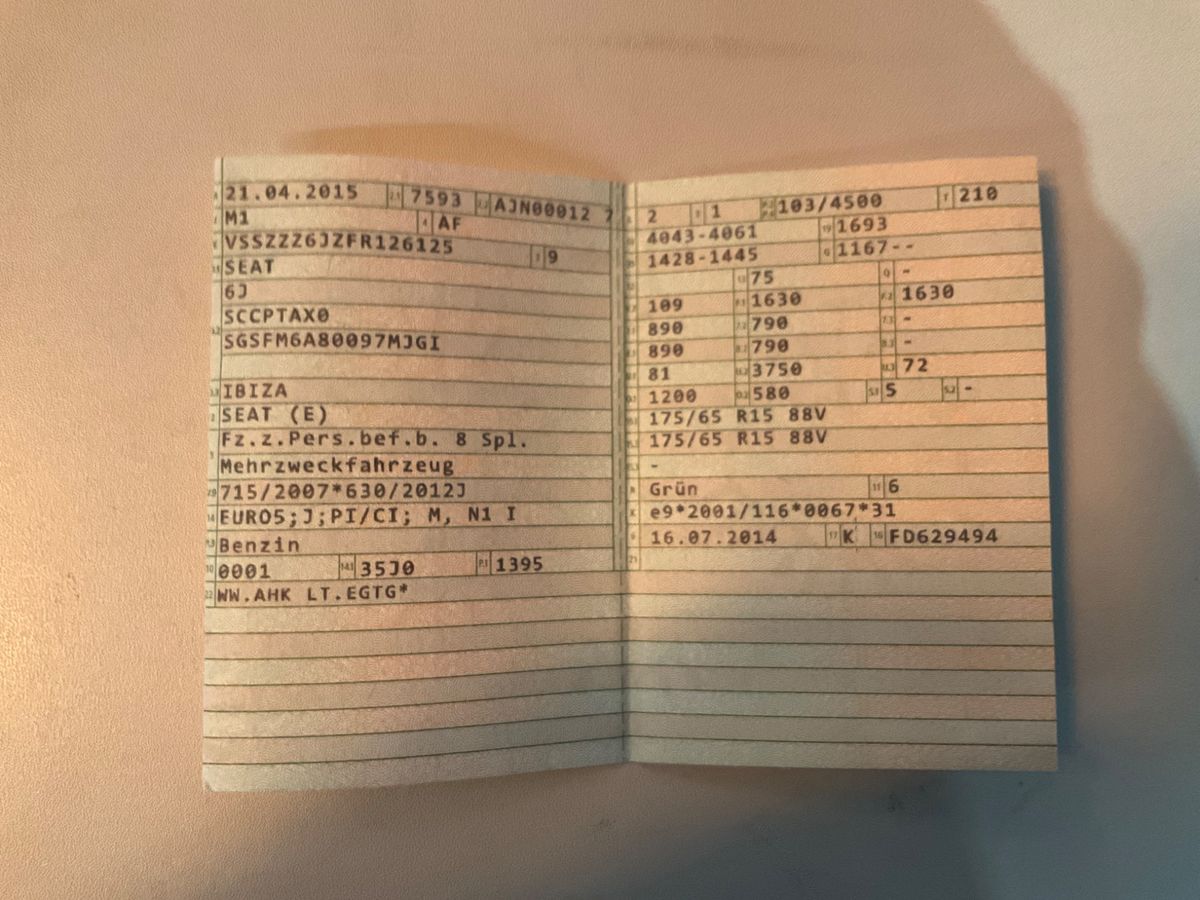 21.04.2015 7593 AJN00012 7
M1 AF
VSSZZZ6JZFR126125 9
SEAT
6J
SCCPTAX0
SGSFM6A80097MJGI
IBIZA
SEAT (E)
Fz.z.Pers.bef.b. 8 Spl.
Mehrzweckfahrzeug
715/2007*630/2012J
EURO5;J;PI/CI; M, N1 I
Benzin
0001 35J0 1395
WW.AHK LT.EGTG*
2 1 103/4500 210
4043-4061 1693
1428-1445 1167--
75 -
109 1630 1630
890 790 -
890 790 -
81 3750 72
1200 580 5 -
175/65 R15 88V
175/65 R15 88V
-
Grün 6
e9*2001/116*0067*31
16.07.2014 K FD629494